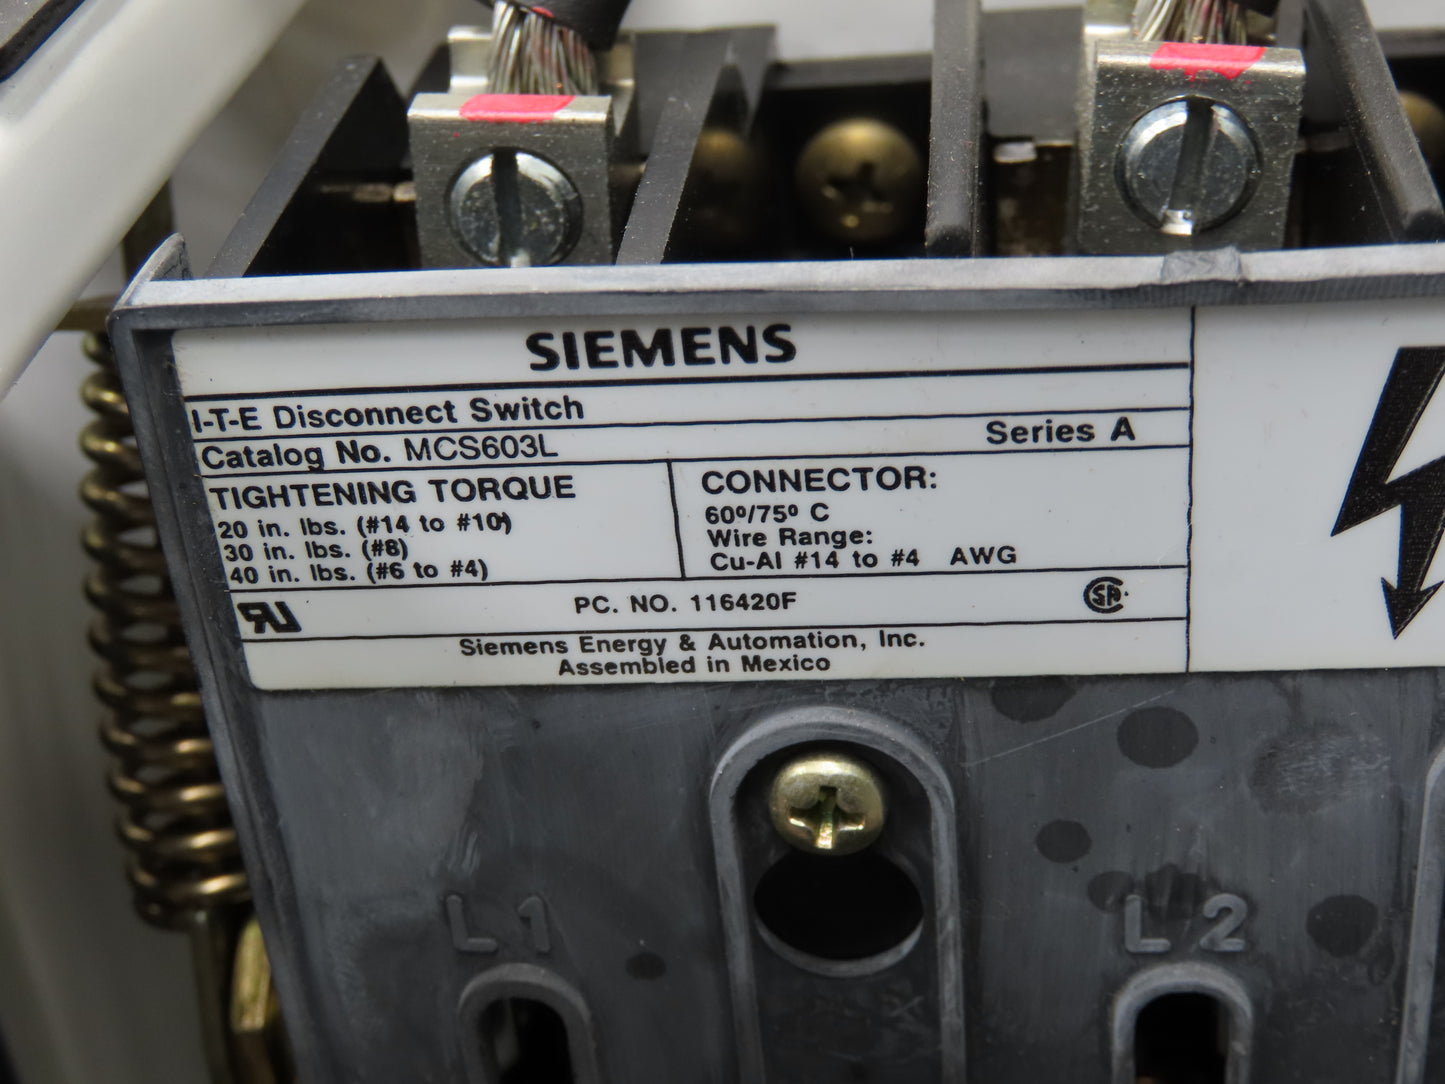 SIEMENS
I-T-E Disconnect Switch
Catalog No. MCS603L
Series A
TIGHTENING TORQUE
20 in. lbs. (#14 to #10)
30 in. lbs. (#8)
40 in. lbs. (#6 to #4)
CONNECTOR:
60º/75º C
Wire Range:
Cu-Al #14 to #4 AWG
PC. NO. 116420F
Siemens Energy & Automation, Inc.
Assembled in Mexico
L1
L2